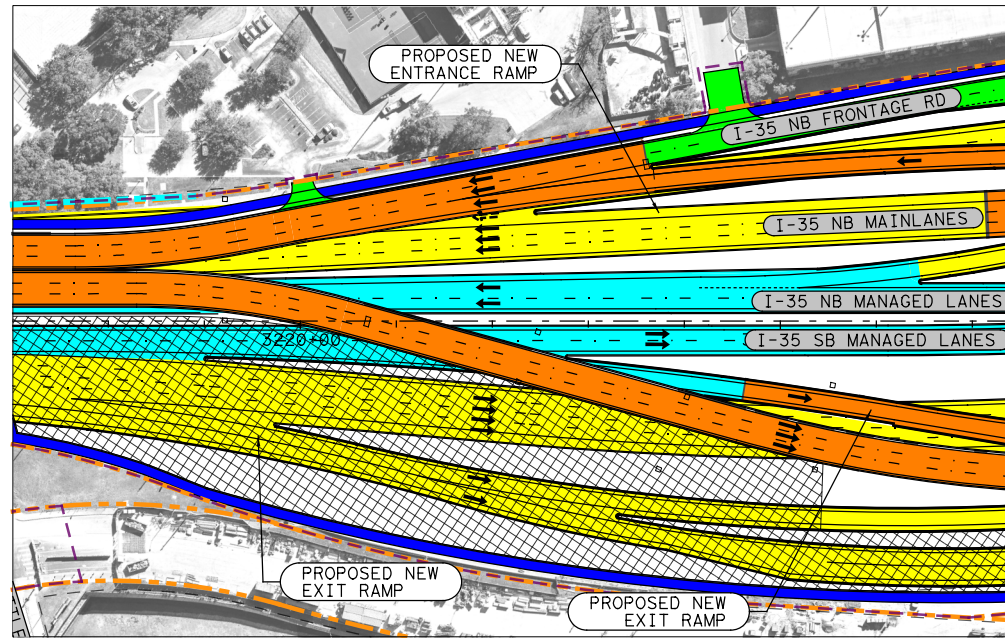 PROPOSED NEW
ENTRANCE RAMP
I-35 NB FRONTAGE RD
I-35 NB MAINLANES
I-35 NB MANAGED LANES
I-35 SB MANAGED LANES
3220+00
PROPOSED NEW
EXIT RAMP
PROPOSED NEW
EXIT RAMP